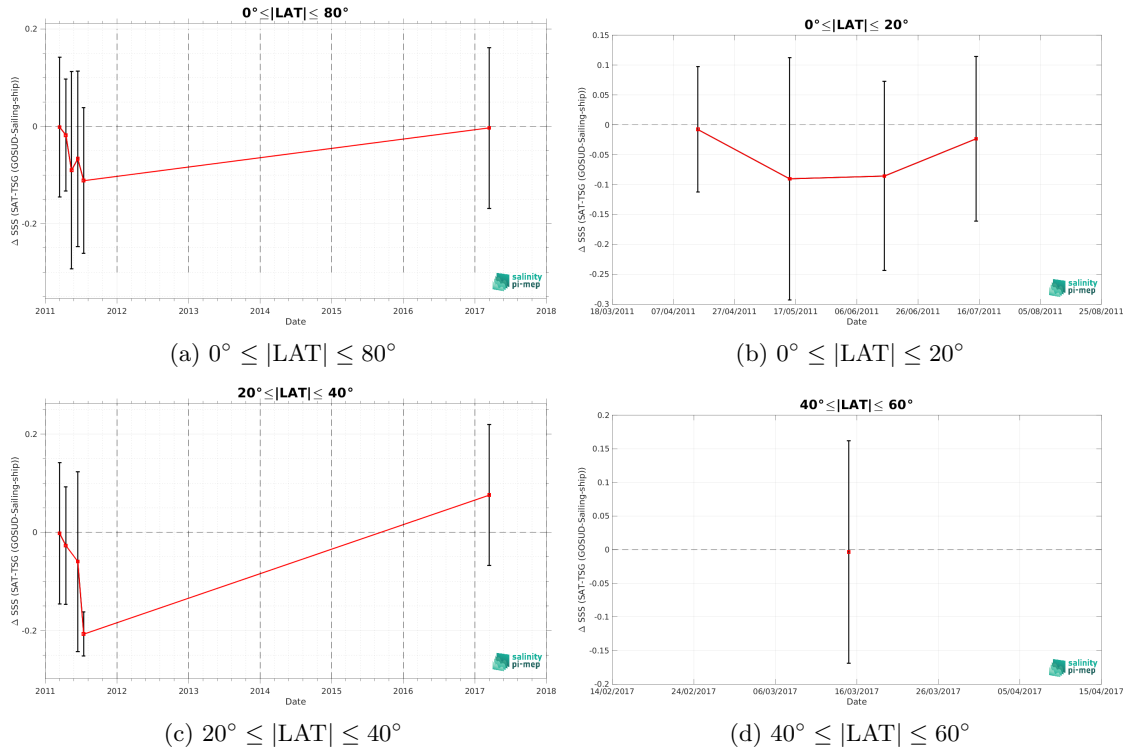 0°≤|LAT|≤ 80°
0.2
0
-0.2
Δ SSS (SAT-TSG (GOSUD-Sailing-ship))
2011 2012 2013 2014 2015 2016 2017 2018
Date
salinity
pi-mep
(a) 0° ≤ |LAT| ≤ 80°
0°≤|LAT|≤ 20°
0.15
0.1
0.05
0
-0.05
-0.1
-0.15
-0.2
-0.25
-0.3
Δ SSS (SAT-TSG (GOSUD-Sailing-ship))
18/03/2011 07/04/2011 27/04/2011 17/05/2011 06/06/2011 26/06/2011 16/07/2011 05/08/2011 25/08/2011
Date
salinity
pi-mep
(b) 0° ≤ |LAT| ≤ 20°
20°≤|LAT|≤ 40°
0.2
0
-0.2
Δ SSS (SAT-TSG (GOSUD-Sailing-ship))
2011 2012 2013 2014 2015 2016 2017 2018
Date
salinity
pi-mep
(c) 20° ≤ |LAT| ≤ 40°
40°≤|LAT|≤ 60°
0.2
0.15
0.1
0.05
0
-0.05
-0.1
-0.15
-0.2
Δ SSS (SAT-TSG (GOSUD-Sailing-ship))
14/02/2017 24/02/2017 06/03/2017 16/03/2017 26/03/2017 05/04/2017 15/04/2017
Date
salinity
pi-mep
(d) 40° ≤ |LAT| ≤ 60°